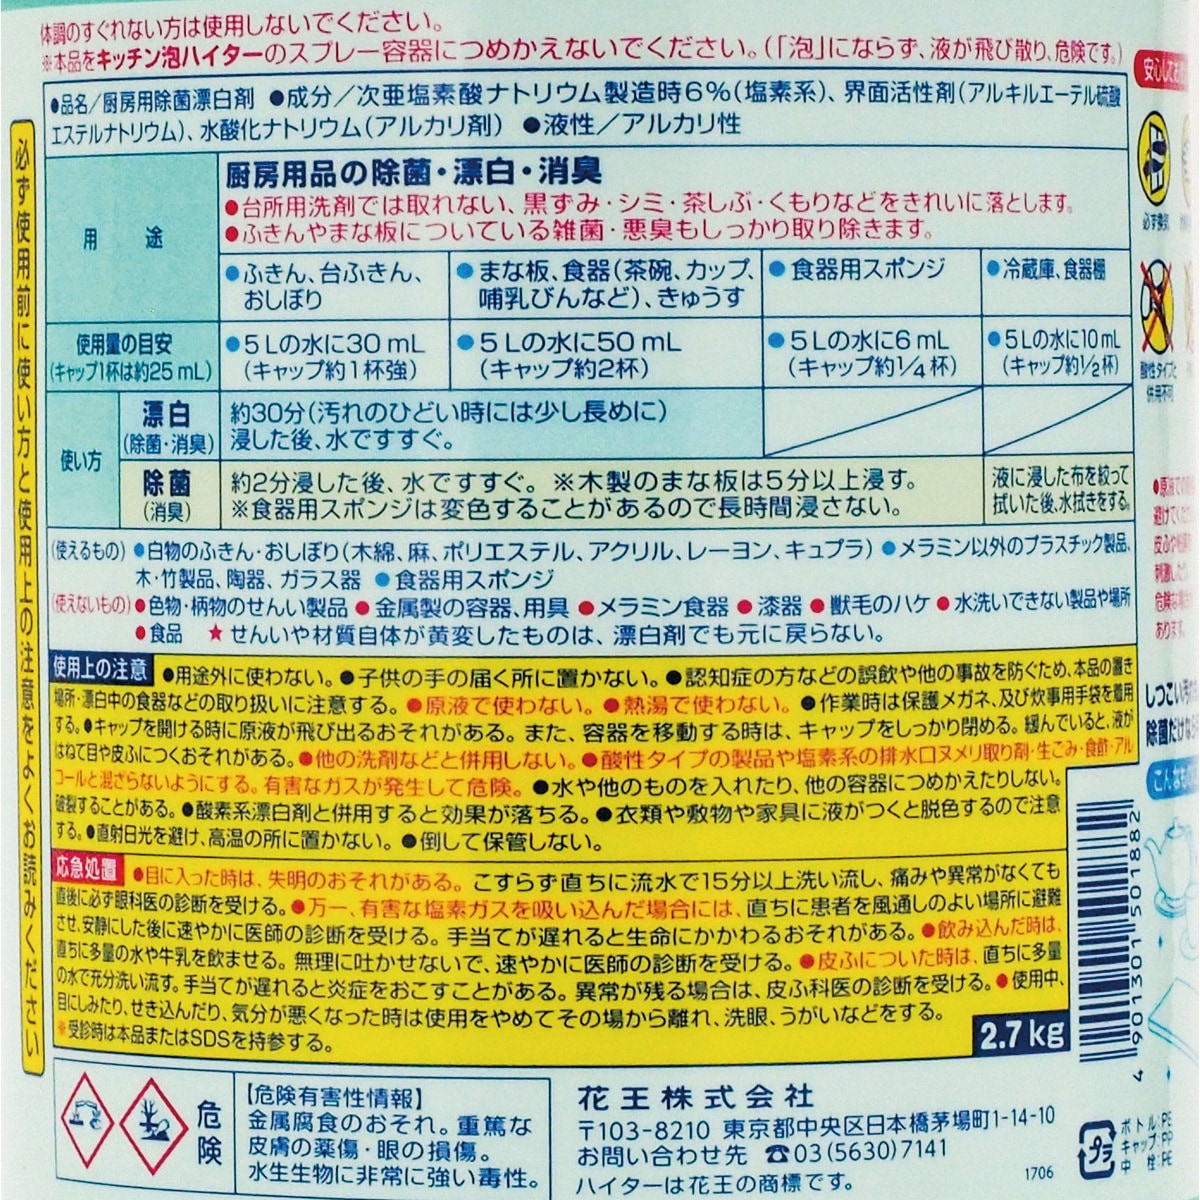 体調のすぐれない方は使用しないでください。
※本品をキッチン泡ハイターのスプレー容器につめかえないでください。(「泡」にならず、液が飛び散り、危険です。)
●品名/厨房用除菌漂白剤 ●成分/次亜塩素酸ナトリウム製造時6%(塩素系)、界面活性剤(アルキルエーテル硫酸
エステルナトリウム)、水酸化ナトリウム(アルカリ剤) ●液性/アルカリ性
必ず使用前に使い方と使用上の注意をよくお読みください
用途
厨房用品の除菌・漂白・消臭
●台所用洗剤では取れない、黒ずみ・シミ・茶しぶ・くもりなどをきれいに落とします。
●ふきんやまな板についている雑菌・悪臭もしっかり取り除きます。
●ふきん、台ふきん、
おしぼり
●まな板、食器(茶碗、カップ、
哺乳びんなど)、きゅうす
●食器用スポンジ
●冷蔵庫、食器棚
使用量の目安
(キャップ1杯は約25mL)
●5Lの水に30mL
(キャップ約1杯強)
●5Lの水に50mL
(キャップ約2杯)
●5Lの水に6mL
(キャップ約1/4杯)
●5Lの水に10mL
(キャップ約1/2杯)
使い方
漂白
(除菌・消臭)
約30分(汚れのひどい時には少し長めに)
浸した後、水ですすぐ。
除菌
(消臭)
約2分浸した後、水ですすぐ。 ※木製のまな板は5分以上浸す。
※食器用スポンジは変色することがあるので長時間浸さない。
液に浸した布を絞って
拭いた後、水拭きをする。
(使えるもの)●白物のふきん・おしぼり(木綿、麻、ポリエステル、アクリル、レーヨン、キュプラ)●メラミン以外のプラスチック製品、
木・竹製品、陶器、ガラス器 ●食器用スポンジ
(使えないもの)●色物・柄物のせんい製品 ●金属製の容器、用具 ●メラミン食器 ●漆器 ●獣毛のハケ ●水洗いできない製品や場所
●食品 ★せんいや材質自体が黄変したものは、漂白剤でも元に戻らない。
使用上の注意 ●用途外に使わない。●子供の手の届く所に置かない。●認知症の方などの誤飲や他の事故を防ぐため、本品の置き
場所・漂白中の食器などの取り扱いに注意する。●原液で使わない。●熱湯で使わない。●作業時は保護メガネ、及び炊事用手袋を着用
する。●キャップを開ける時に原液が飛び出るおそれがある。また、容器を移動する時は、キャップをしっかり閉める。緩んでいると、液が
はねて目や皮ふにつくおそれがある。●他の洗剤などと併用しない。●酸性タイプの製品や塩素系の排水口ヌメリ取り剤・生ごみ・食酢・アル
コールと混ざらないようにする。有害なガスが発生して危険。●水や他のものを入れたり、他の容器につめかえたりしない。
破裂することがある。●酸素系漂白剤と併用すると効果が落ちる。●衣類や敷物や家具に液がつくと脱色するので注意
する。●直射日光を避け、高温の所に置かない。●倒して保管しない。
応急処置 ●目に入った時は、失明のおそれがある。こすらず直ちに流水で15分以上洗い流し、痛みや異常がなくても
直後に必ず眼科医の診断を受ける。●万一、有害な塩素ガスを吸い込んだ場合には、直ちに患者を風通しのよい場所に避難
させ、安静にした後に速やかに医師の診断を受ける。手当てが遅れると生命にかかわるおそれがある。●飲み込んだ時は、
直ちに多量の水や牛乳を飲ませる。無理に吐かせないで、速やかに医師の診断を受ける。●皮ふについた時は、直ちに多量
の水で充分洗い流す。手当てが遅れると炎症をおこすことがある。異常が残る場合は、皮ふ科医の診断を受ける。●使用中、
目にしみたり、せき込んだり、気分が悪くなった時は使用をやめてその場から離れ、洗眼、うがいなどをする。
※受診時は本品またはSDSを持参する。
2.7kg
危険
【危険有害性情報】
金属腐食のおそれ。重篤な
皮膚の薬傷・眼の損傷。
水生生物に非常に強い毒性。
花王株式会社
〒103-8210 東京都中央区日本橋茅場町1-14-10
お問い合わせ先 ☎03(5630)7141
ハイターは花王の商標です。
1706
4 901301 501882
プラ
ボトル:PE
キャップ:PP
中栓:PE
安心して
必ず換気
酸性タイプと
併用不可
しつこい汚
除菌だけな